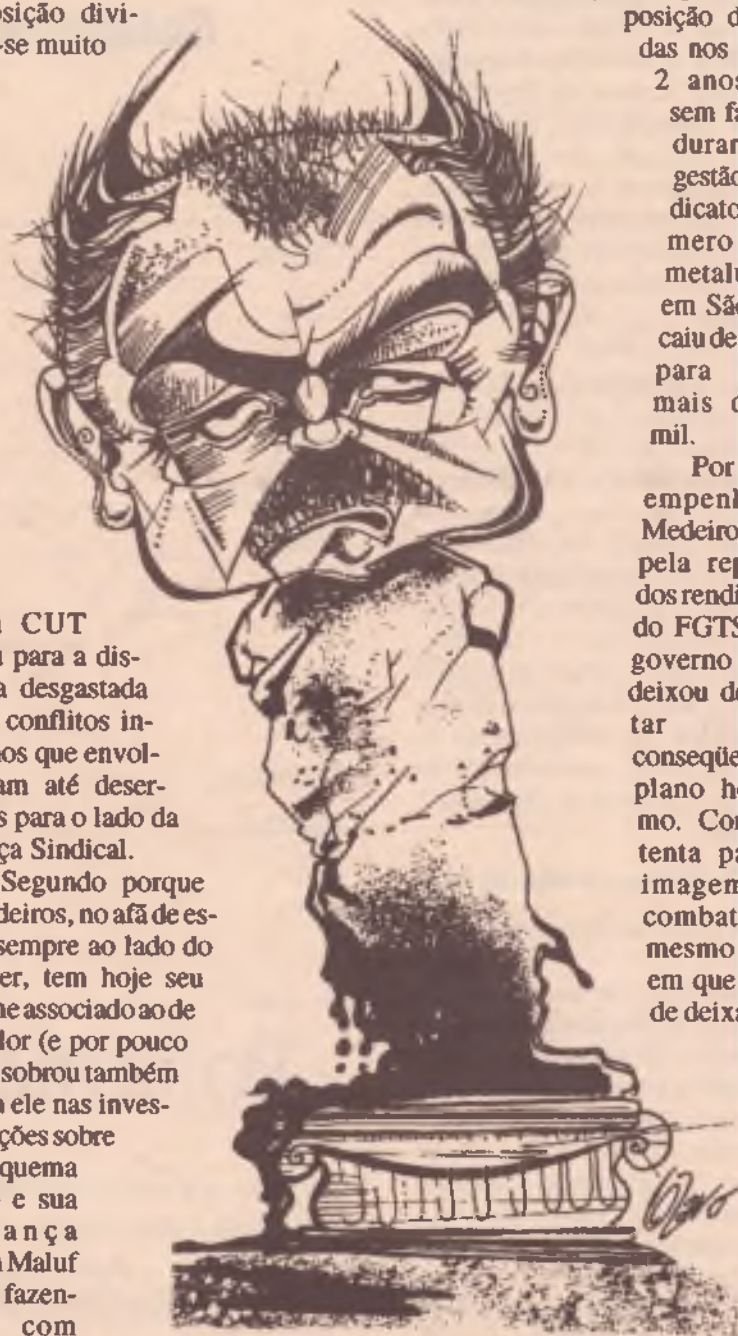 sição divi-
-se muito
CUT
para a dis-
a desgastada
conflitos in-
nos que envol-
am até deser-
s para o lado da
ça Sindical.
Segundo porque
deiros, no afã de es-
sempre ao lado do
er, tem hoje seu
ne associado ao de
lor (e por pouco
sobrou também
a ele nas inves-
ções sobre
quema
e sua
ança
Maluf
fazen-
com
posição d
das nos
2 anos
sem fa
duran
gestão
dicato
mero
metalu
em São
caiu de
para
mais d
mil.
Por
empenh
Medeiro
pela rep
dos rendi
do FGTS
governo
deixou de
tar
conseqüe
plano he
mo. Con
tenta pa
imagem
combat
mesmo
em que
de deixa